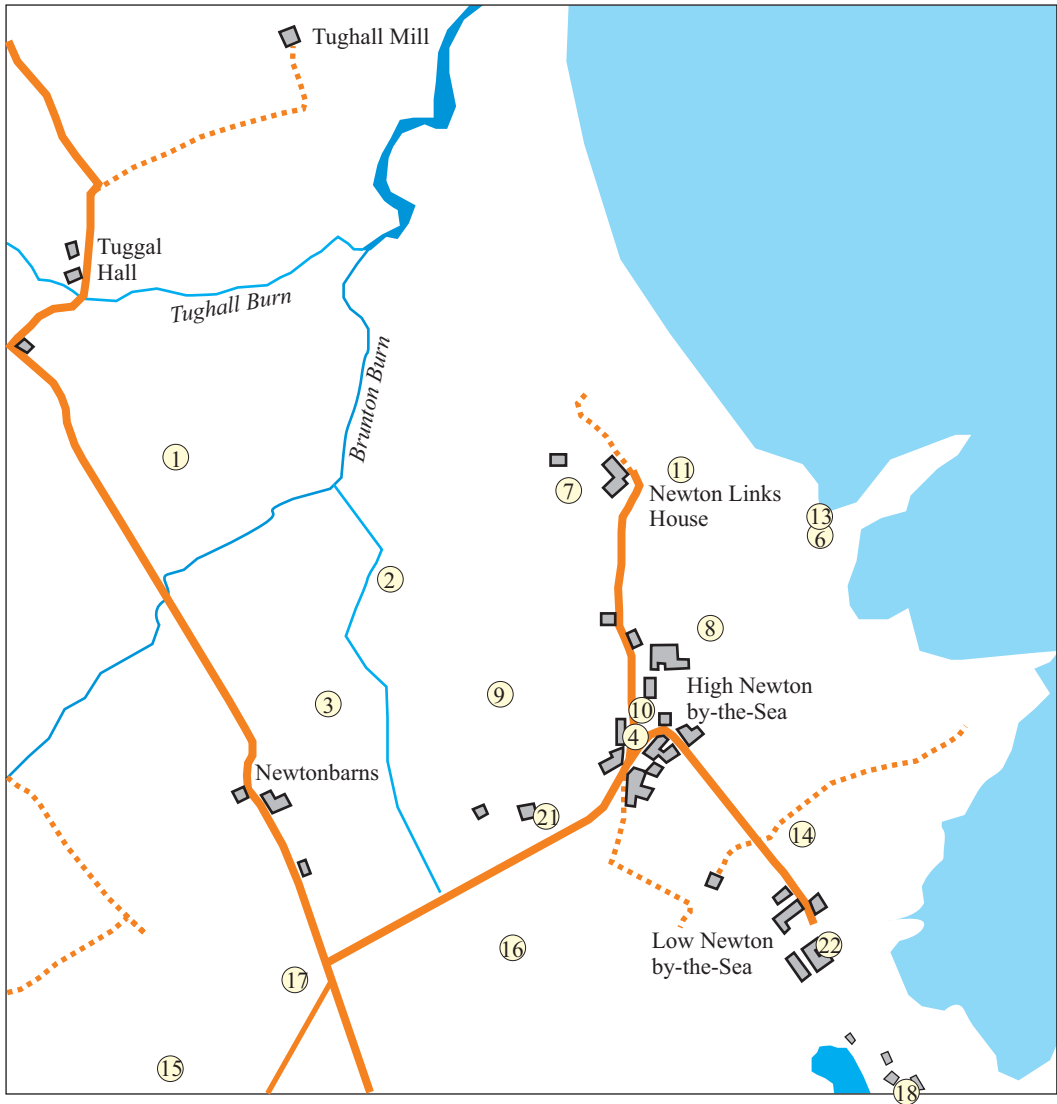 Tughall Mill
Tuggal
Hall
Tughall Burn
Brunton Burn
1
11
7
Newton Links
House
13
6
2
8
3
9
High Newton
by-the-Sea
10
4
Newtonbarns
21
14
16
Low Newton
by-the-Sea
22
17
15
18